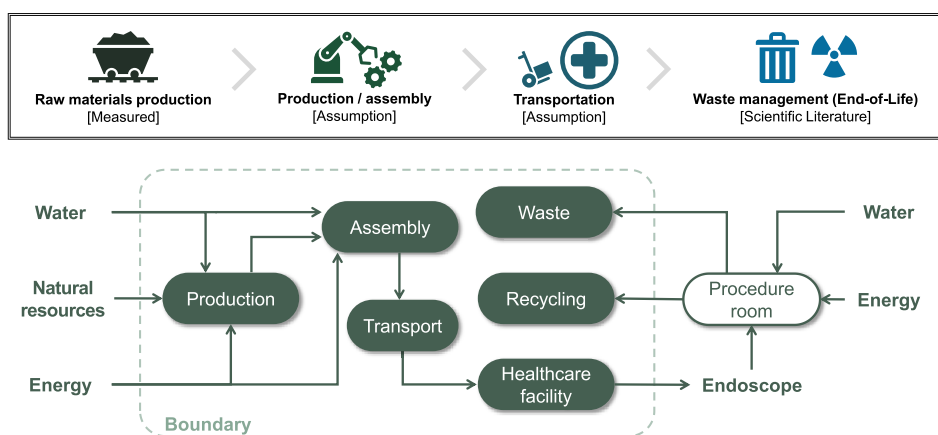 Raw materials production
[Measured]
Production / assembly
[Assumption]
Transportation
[Assumption]
Waste management (End-of-Life)
[Scientific Literature]
Water
Assembly
Waste
Water
Natural
resources
Production
Transport
Recycling
Procedure
room
Energy
Energy
Healthcare
facility
Endoscope
Boundary